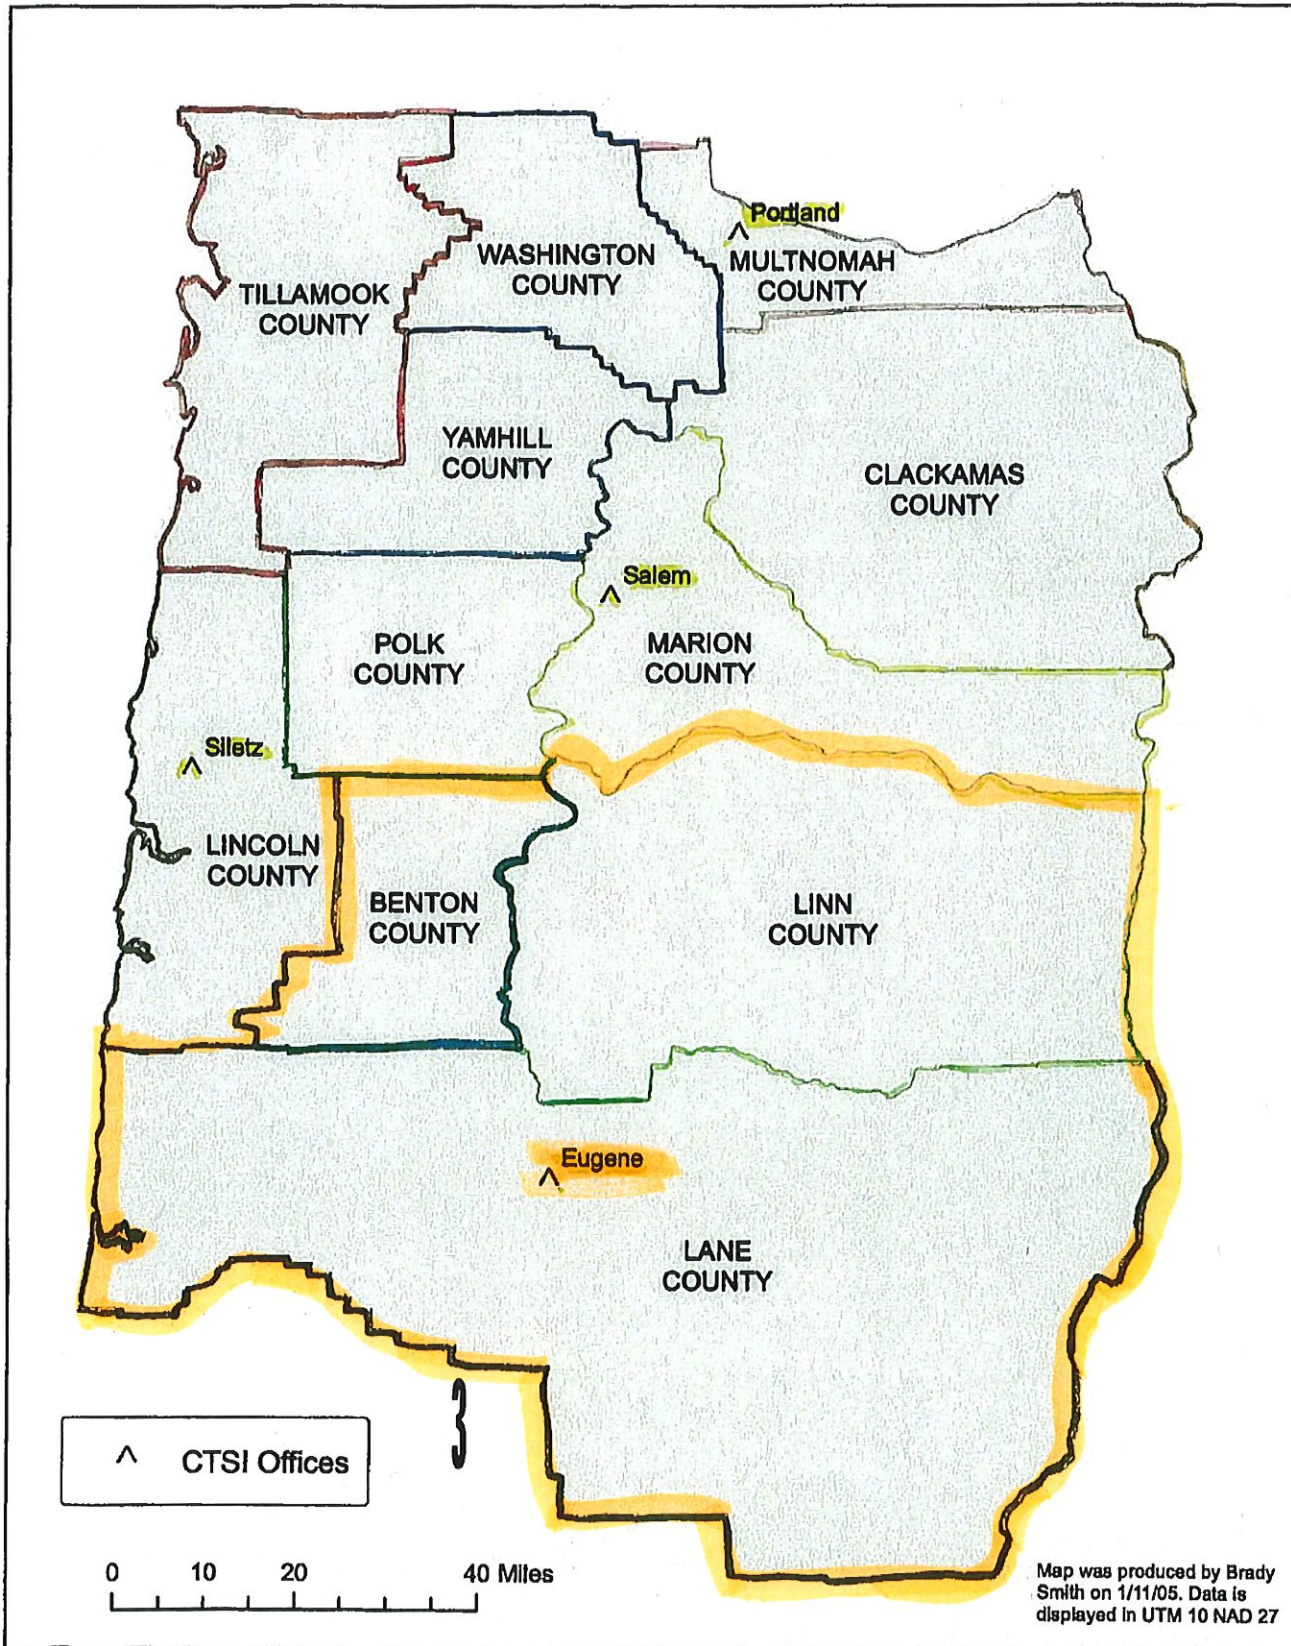 Portland
WASHINGTON
COUNTY
MULTNOMAH
COUNTY
TILLAMOOK
COUNTY
YAMHILL
COUNTY
CLACKAMAS
COUNTY
Salem
POLK
COUNTY
MARION
COUNTY
Siletz
LINCOLN
COUNTY
BENTON
COUNTY
LINN
COUNTY
Eugene
LANE
COUNTY
3
^ CTSI Offices
0 10 20 40 Miles
Map was produced by Brady
Smith on 1/11/05. Data is
displayed in UTM 10 NAD 27